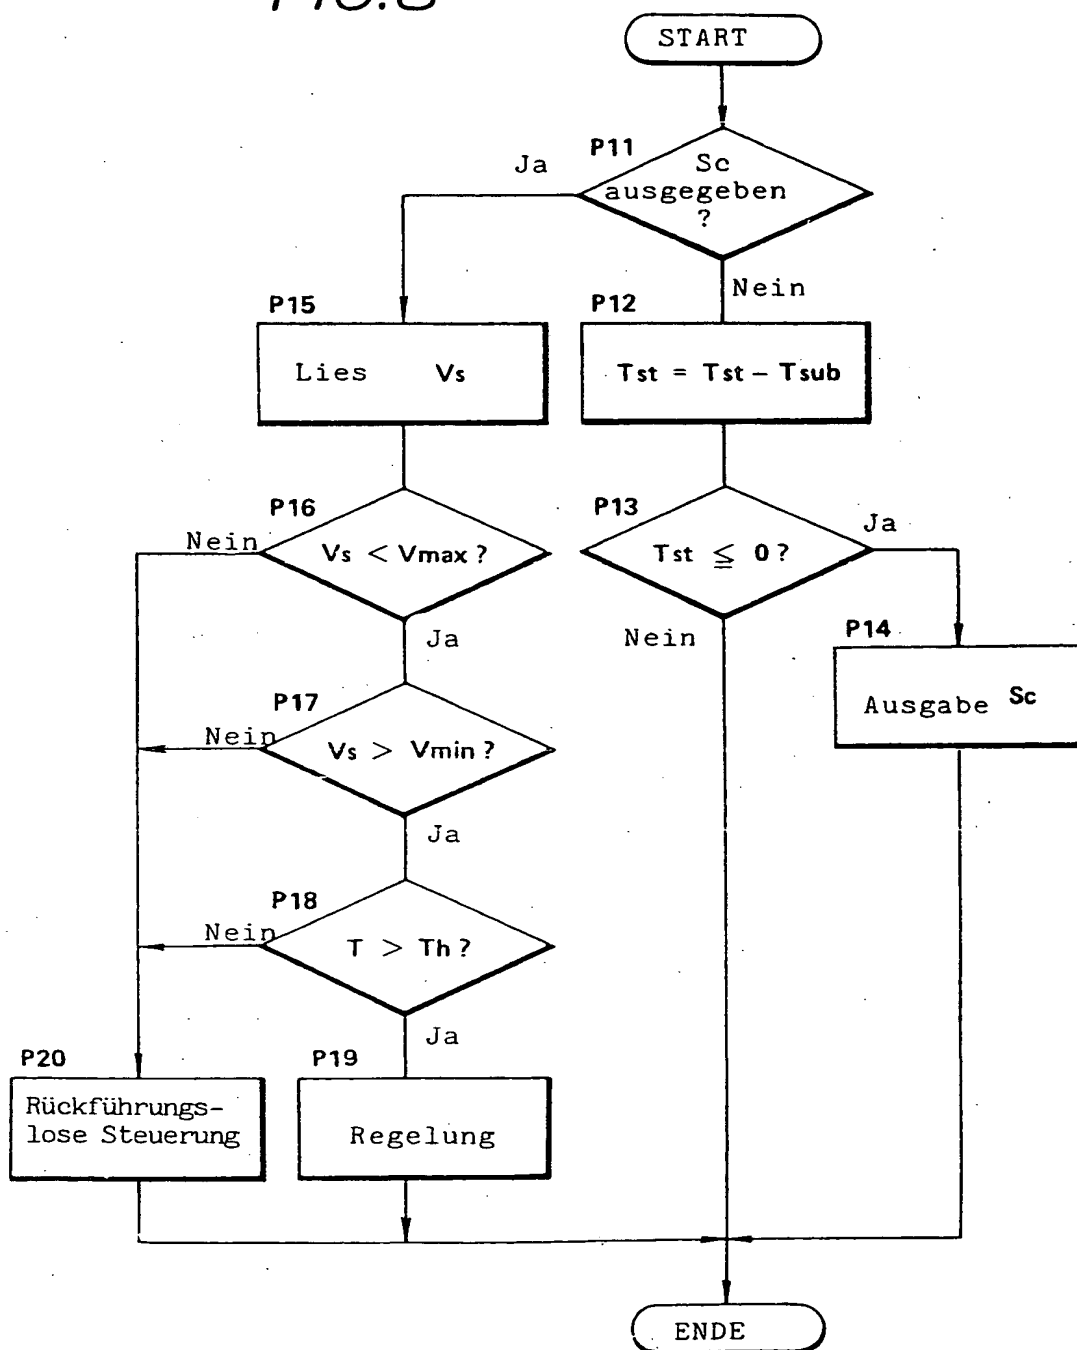 START
P11
Sc
ausgegeben
?
Ja
Nein
P15
Lies Vs
P12
Tst = Tst – Tsub
P16
Vs < Vmax ?
Nein
Ja
P13
Tst ≦ 0 ?
Ja
Nein
P14
Ausgabe Sc
P17
Vs > Vmin ?
Nein
Ja
P18
T > Th ?
Nein
Ja
P20
Rückführungs-
lose Steuerung
P19
Regelung
ENDE